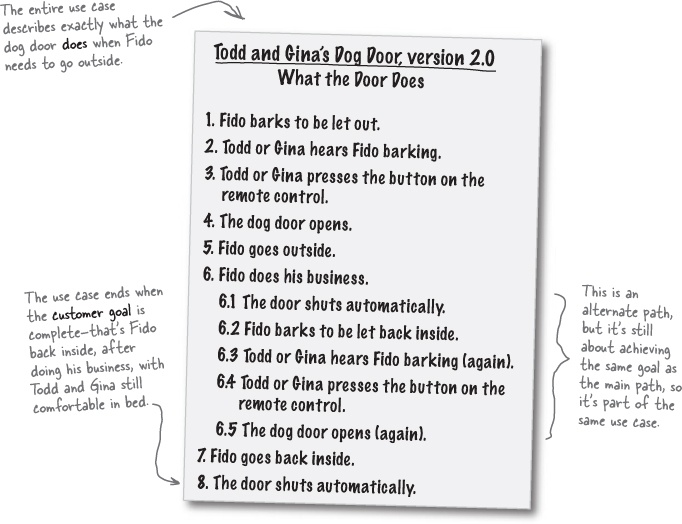 The entire use case
describes exactly what the
dog door does when Fido
needs to go outside.
Todd and Gina's Dog Door, version 2.0
What the Door Does
1. Fido barks to be let out.
2. Todd or Gina hears Fido barking.
3. Todd or Gina presses the button on the
remote control.
4. The dog door opens.
5. Fido goes outside.
6. Fido does his business.
6.1 The door shuts automatically.
6.2 Fido barks to be let back inside.
6.3 Todd or Gina hears Fido barking (again).
6.4 Todd or Gina presses the button on the
remote control.
6.5 The dog door opens (again).
7. Fido goes back inside.
8. The door shuts automatically.
The use case ends when
the customer goal is
complete–that's Fido
back inside, after
doing his business, with
Todd and Gina still
comfortable in bed.
This is an
alternate path,
but it's still
about achieving
the same goal as
the main path, so
it's part of the
same use case.